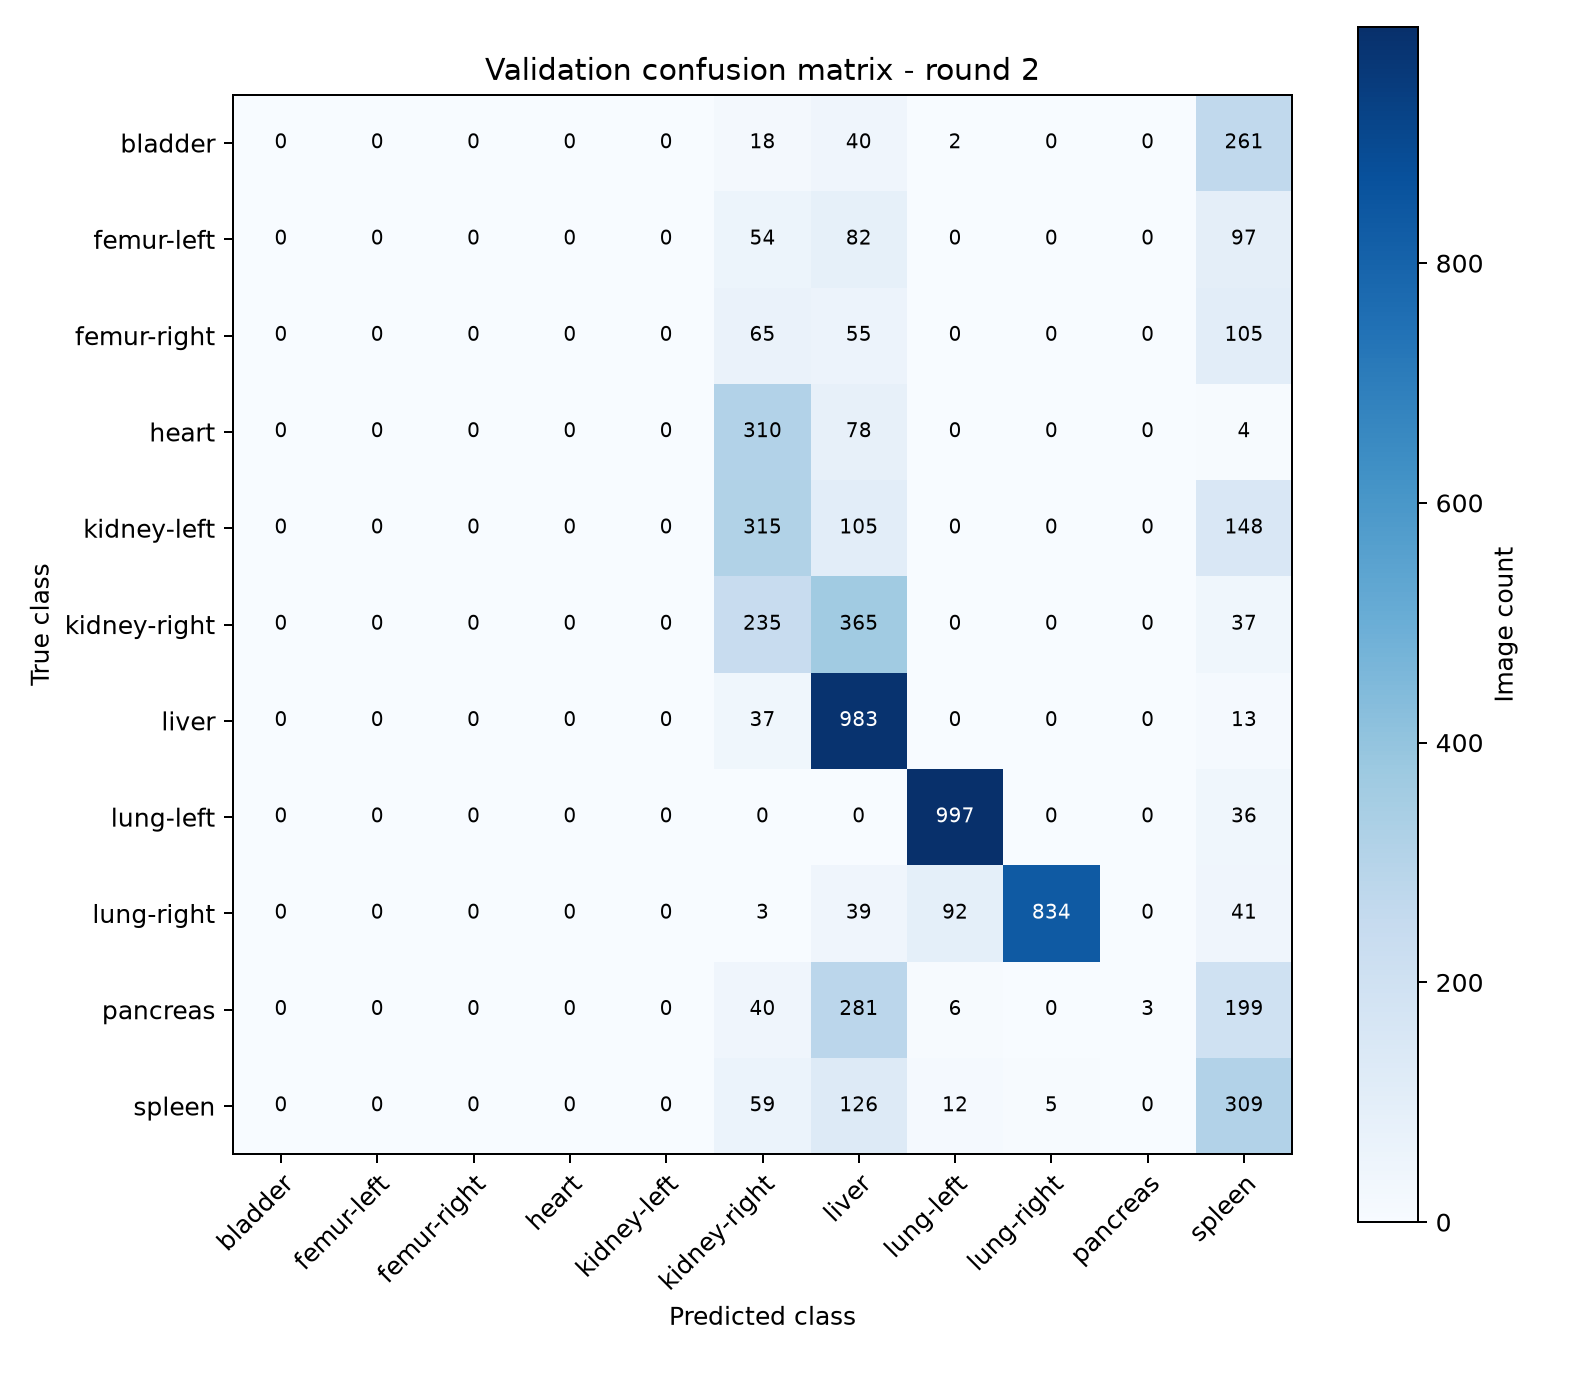 Validation confusion matrix - round 2
True class
bladder 0 0 0 0 0 18 40 2 0 0 261
femur-left 0 0 0 0 0 54 82 0 0 0 97
femur-right 0 0 0 0 0 65 55 0 0 0 105
heart 0 0 0 0 0 310 78 0 0 0 4
kidney-left 0 0 0 0 0 315 105 0 0 0 148
kidney-right 0 0 0 0 0 235 365 0 0 0 37
liver 0 0 0 0 0 37 983 0 0 0 13
lung-left 0 0 0 0 0 0 0 997 0 0 36
lung-right 0 0 0 0 0 3 39 92 834 0 41
pancreas 0 0 0 0 0 40 281 6 0 3 199
spleen 0 0 0 0 0 59 126 12 5 0 309
bladder femur-left femur-right heart kidney-left kidney-right liver lung-left lung-right pancreas spleen
Predicted class
800
600
400
200
0
Image count